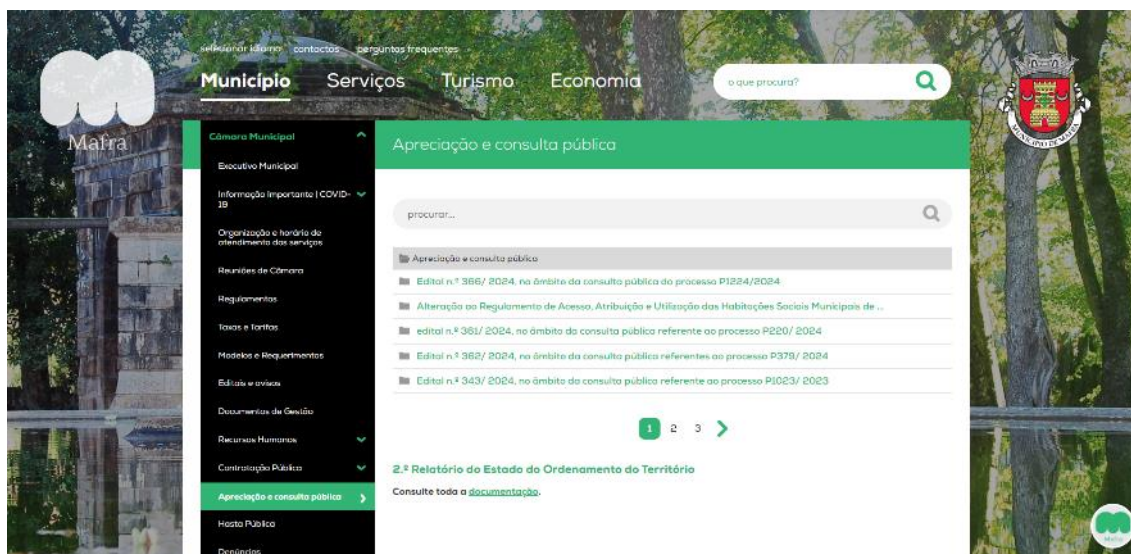 selecionar idioma contactos perguntas frequentes
Município Serviços Turismo Economia
o que procura?
Mafra
MUNICÍPIO DE MAFRA
Câmara Municipal
Executivo Municipal
Informação Importante | COVID-
19
Organização e horário de
atendimento dos serviços
Reuniões de Câmara
Regulamentos
Taxas e Tarifas
Modelos e Requerimentos
Editais e avisos
Documentos de Gestão
Recursos Humanos
Contratação Pública
Apreciação e consulta pública
Hasta Pública
Denúncias
Apreciação e consulta pública
procurar...
Apreciação e consulta pública
Edital n.º 366/ 2024, no âmbito da consulta pública do processo P1224/2024
Alteração ao Regulamento de Acesso, Atribuição e Utilização das Habitações Sociais Municipais de ...
edital n.º 361/ 2024, no âmbito da consulta pública referente ao processo P220/ 2024
Edital n.º 362/ 2024, no âmbito da consulta pública referentes ao processo P379/ 2024
Edital n.º 343/ 2024, no âmbito da consulta pública referente ao processo P1023/ 2023
1 2 3
2.º Relatório do Estado do Ordenamento do Território
Consulte toda a documentação.
Mafra